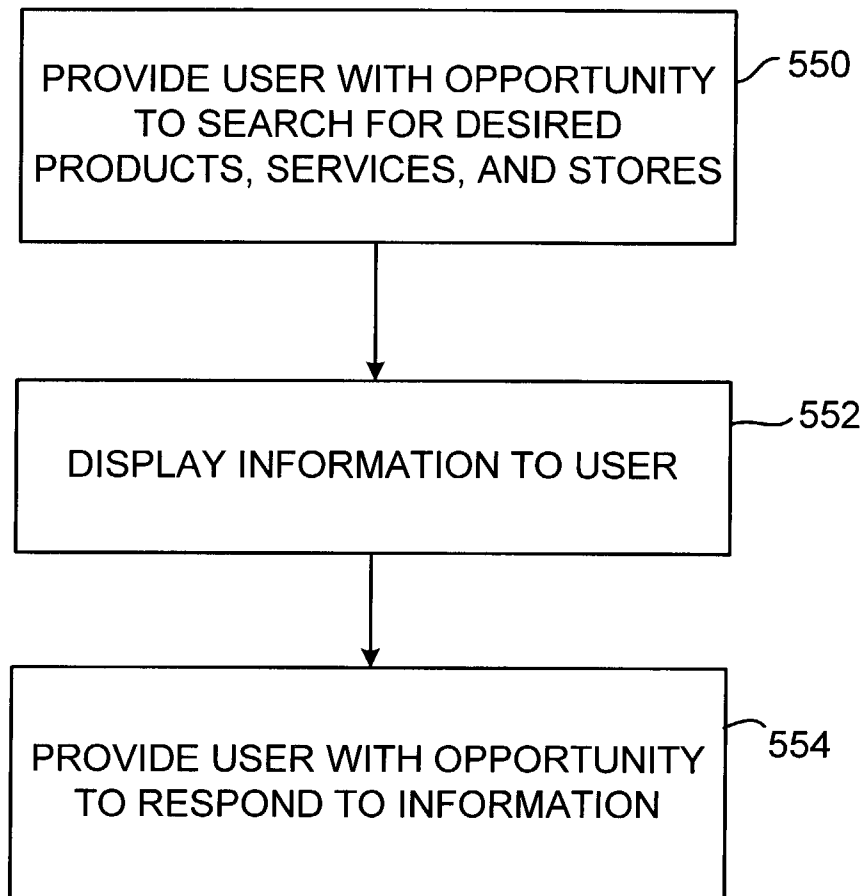 PROVIDE USER WITH OPPORTUNITY
TO SEARCH FOR DESIRED
PRODUCTS, SERVICES, AND STORES
550
DISPLAY INFORMATION TO USER
552
PROVIDE USER WITH OPPORTUNITY
TO RESPOND TO INFORMATION
554